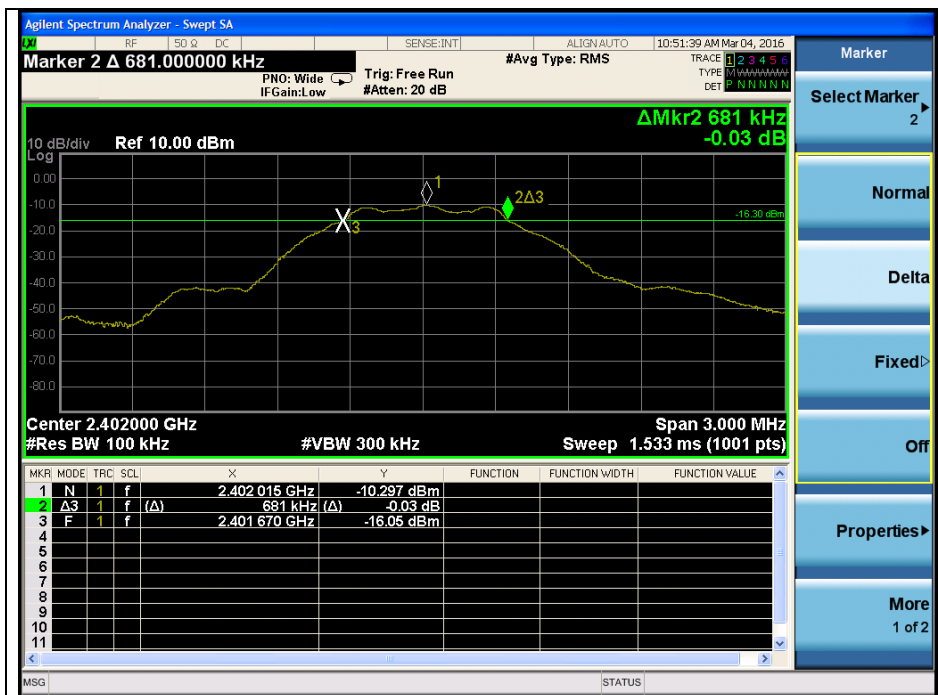 Agilent Spectrum Analyzer - Swept SA
LXI RF 50 Ω DC SENSE:INT ALIGN AUTO 10:51:39 AM Mar 04, 2016
Marker 2 Δ 681.000000 kHz
PNO: Wide
IFGain:Low
Trig: Free Run
#Atten: 20 dB
#Avg Type: RMS
TRACE 1 2 3 4 5 6
TYPE M W W W W W
DET P N N N N N
Marker
Select Marker
2
Normal
Delta
Fixed
Off
Properties
More
1 of 2
ΔMkr2 681 kHz
-0.03 dB
10 dB/div Ref 10.00 dBm
Log
0.00
-10.0
-20.0
-30.0
-40.0
-50.0
-60.0
-70.0
-80.0
1
2Δ3
3
-16.30 dBm
Center 2.402000 GHz Span 3.000 MHz
#Res BW 100 kHz #VBW 300 kHz Sweep 1.533 ms (1001 pts)
MKR MODE TRC SCL X Y FUNCTION FUNCTION WIDTH FUNCTION VALUE
1 N 1 f 2.402 015 GHz -10.297 dBm
2 Δ3 1 f (Δ) 681 kHz (Δ) -0.03 dB
3 F 1 f 2.401 670 GHz -16.05 dBm
4
5
6
7
8
9
10
11
MSG STATUS